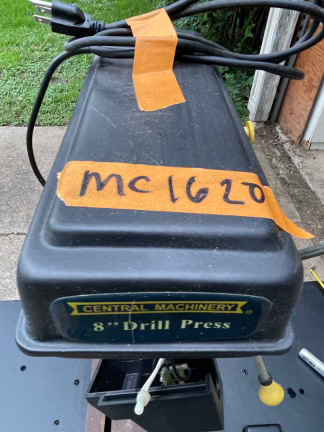 MC1620
CENTRAL MACHINERY
8" Drill Press